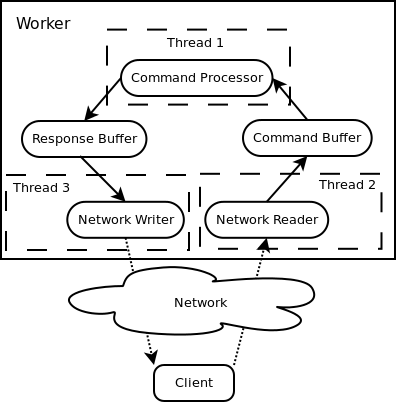 Worker
Thread 1
Command Processor
Response Buffer
Command Buffer
Thread 3
Thread 2
Network Writer
Network Reader
Network
Client